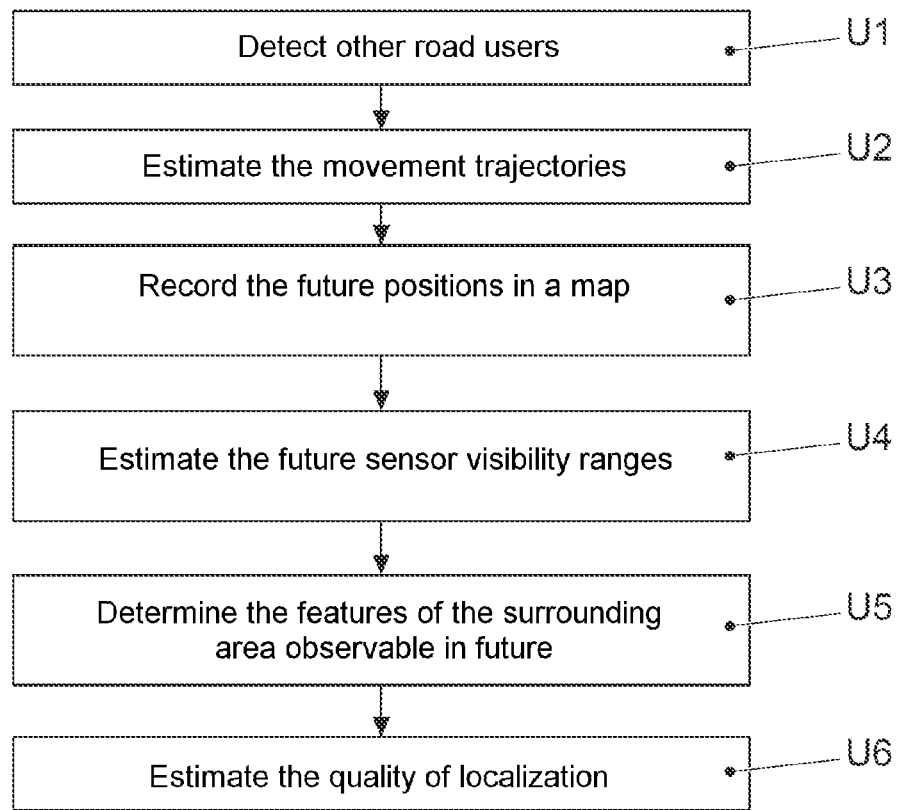 Detect other road users
U1
Estimate the movement trajectories
U2
Record the future positions in a map
U3
Estimate the future sensor visibility ranges
U4
Determine the features of the surrounding
area observable in future
U5
Estimate the quality of localization
U6